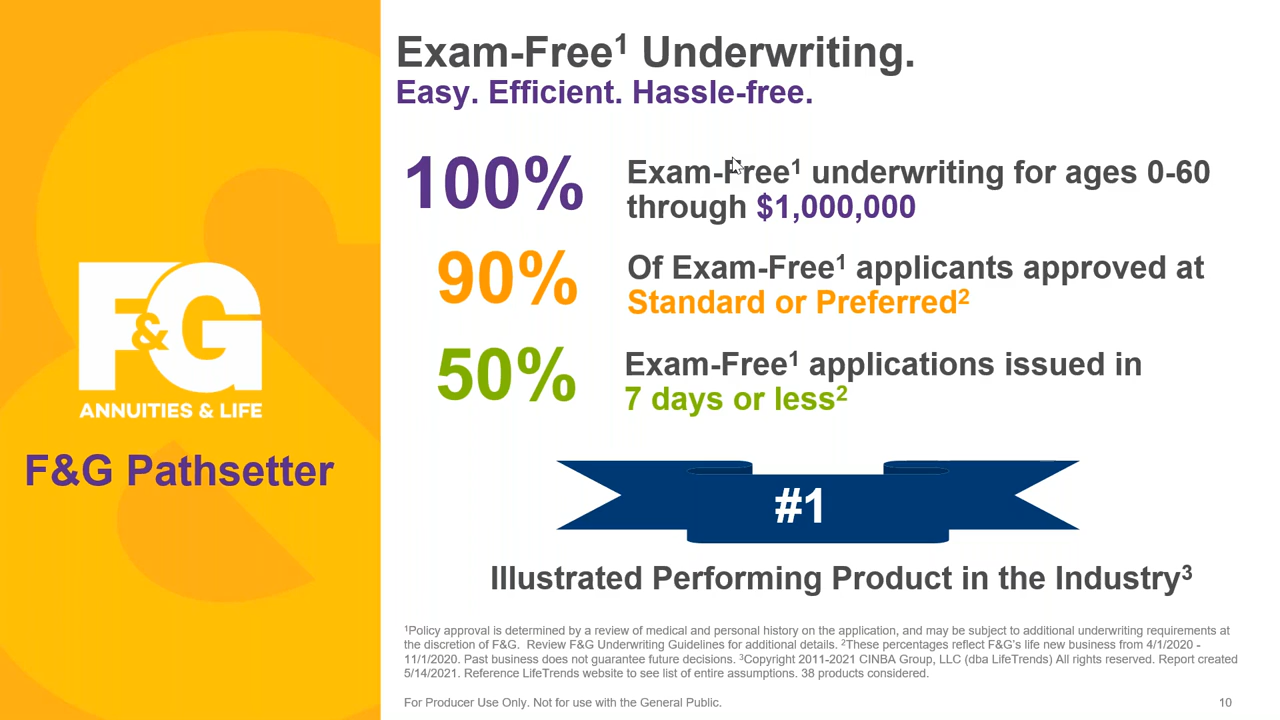 Exam-Free¹ Underwriting.
Easy. Efficient. Hassle-free.
100%
Exam-Free¹ underwriting for ages 0-60
through $1,000,000
90%
Of Exam-Free¹ applicants approved at
Standard or Preferred²
50%
Exam-Free¹ applications issued in
7 days or less²
F&G
ANNUITIES & LIFE
F&G Pathsetter
#1
Illustrated Performing Product in the Industry³
¹Policy approval is determined by a review of medical and personal history on the application, and may be subject to additional underwriting requirements at
the discretion of F&G. Review F&G Underwriting Guidelines for additional details. ²These percentages reflect F&G's life new business from 4/1/2020 -
11/1/2020. Past business does not guarantee future decisions. ³Copyright 2011-2021 CINBA Group, LLC (dba LifeTrends) All rights reserved. Report created
5/14/2021. Reference LifeTrends website to see list of entire assumptions. 38 products considered.
For Producer Use Only. Not for use with the General Public.
10